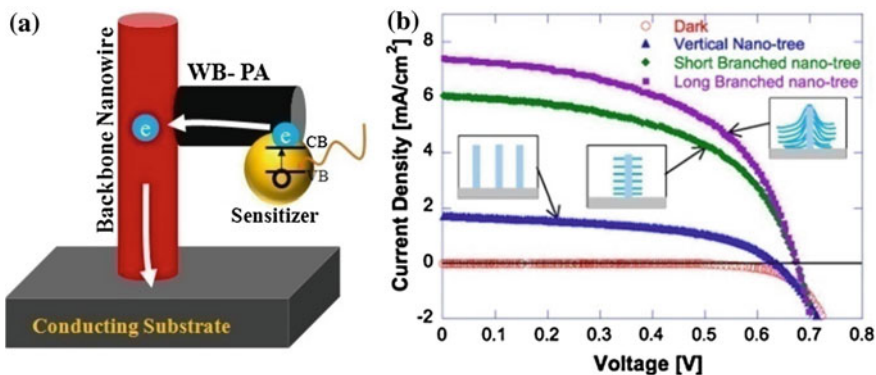 (a)
Backbone Nanowire
WB- PA
e
e
CB
VB
Sensitizer
Conducting Substrate
(b)
Current Density [mA/cm²]
8
6
4
2
0
-2
Dark
Vertical Nano-tree
Short Branched nano-tree
Long Branched nano-tree
0 0.1 0.2 0.3 0.4 0.5 0.6 0.7 0.8
Voltage [V]